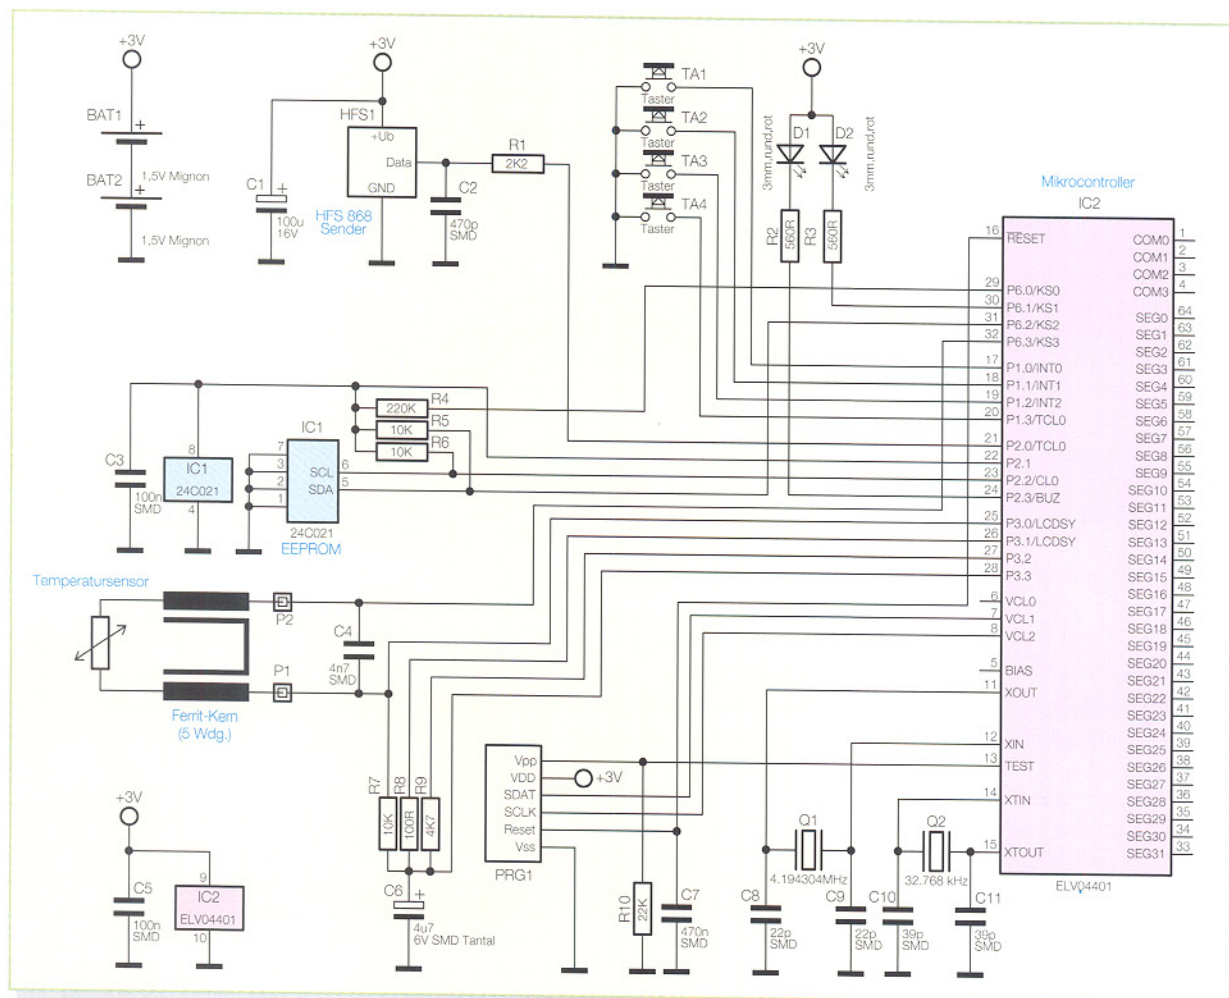 +3V
BAT1
+
1,5V Mignon
BAT2
+
1,5V Mignon
+3V
HFS1
+Ub
Data
GND
HFS 868
Sender
C1
+
100u
16V
C2
470p
SMD
R1
2K2
TA1
Taster
TA2
Taster
TA3
Taster
TA4
Taster
+3V
D1
D2
3mm,rund,rot
3mm,rund,rot
R2
560R
R3
560R
Mikrocontroller
IC2
16 RESET
29 P6.0/KS0
30 P6.1/KS1
31 P6.2/KS2
32 P6.3/KS3
17 P1.0/INT0
18 P1.1/INT1
19 P1.2/INT2
20 P1.3/TCL0
21 P2.0/TCL0
22 P2.1
23 P2.2/CL0
24 P2.3/BUZ
25 P3.0/LCDSY
26 P3.1/LCDSY
27 P3.2
28 P3.3
6 VCL0
7 VCL1
8 VCL2
5 BIAS
11 XOUT
12 XIN
13 TEST
14 XTIN
15 XTOUT
COM0 1
COM1 2
COM2 3
COM3 4
SEG0 64
SEG1 63
SEG2 62
SEG3 61
SEG4 60
SEG5 59
SEG6 58
SEG7 57
SEG8 56
SEG9 55
SEG10 54
SEG11 53
SEG12 52
SEG13 51
SEG14 50
SEG15 49
SEG16 48
SEG17 47
SEG18 46
SEG19 45
SEG20 44
SEG21 43
SEG22 42
SEG23 41
SEG24 40
SEG25 39
SEG26 38
SEG27 37
SEG28 36
SEG29 35
SEG30 34
SEG31 33
ELV04401
C3
100n
SMD
8
IC1
24C021
4
IC1
7
3
2
1
SCL 6
SDA 5
24C021
EEPROM
R4
220K
R5
10K
R6
10K
Temperatursensor
P2
P1
C4
4n7
SMD
Ferrit-Kern
(5 Wdg.)
R7
10K
R8
100R
R9
4K7
C6
+
4u7
6V SMD Tantal
Vpp
VDD
SDAT
SCLK
Reset
Vss
PRG1
+3V
R10
22K
C7
470n
SMD
Q1
4.194304MHz
C8
22p
SMD
C9
22p
SMD
Q2
32.768 kHz
C10
39p
SMD
C11
39p
SMD
+3V
C5
100n
SMD
9
IC2
ELV04401
10